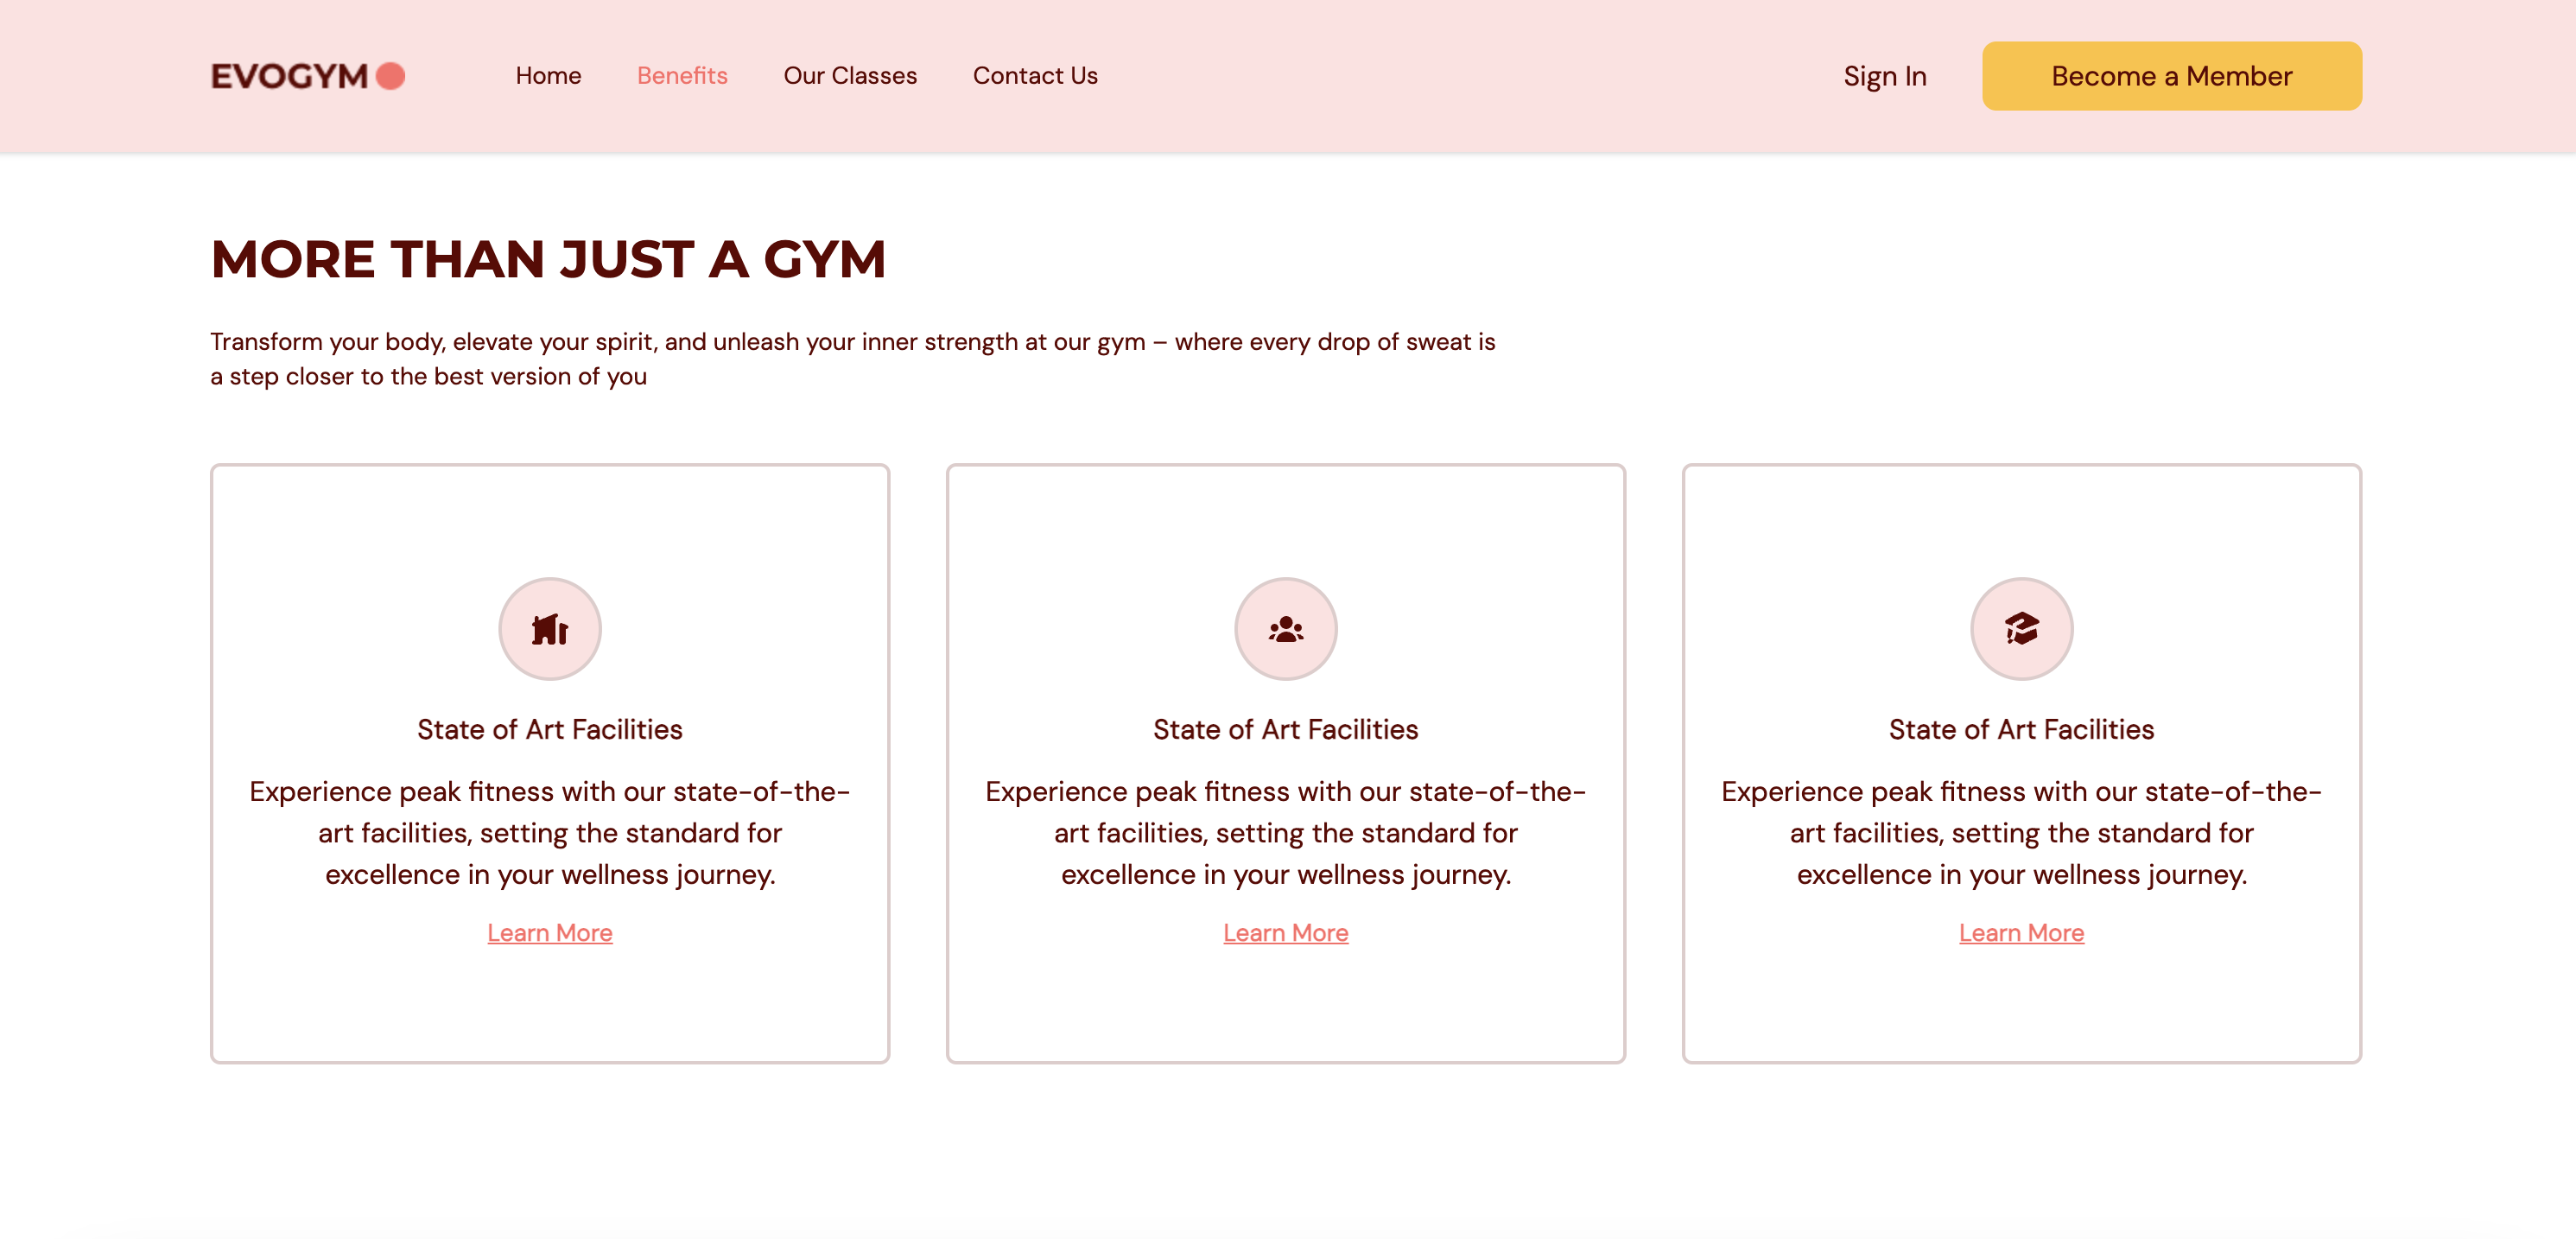 EVOGYM
Home Benefits Our Classes Contact Us Sign In Become a Member
MORE THAN JUST A GYM
Transform your body, elevate your spirit, and unleash your inner strength at our gym – where every drop of sweat is
a step closer to the best version of you
State of Art Facilities
Experience peak fitness with our state-of-the-
art facilities, setting the standard for
excellence in your wellness journey.
Learn More
State of Art Facilities
Experience peak fitness with our state-of-the-
art facilities, setting the standard for
excellence in your wellness journey.
Learn More
State of Art Facilities
Experience peak fitness with our state-of-the-
art facilities, setting the standard for
excellence in your wellness journey.
Learn More